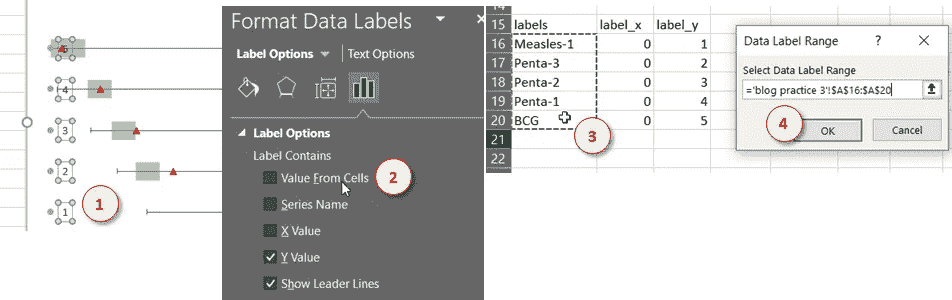 5
4
3
2
1
1
Format Data Labels
Label Options
Text Options
Label Options
Label Contains
Value From Cells
2
Series Name
X Value
Y Value
Show Leader Lines
15 labels label_x label_y
16 Measles-1 0 1
17 Penta-3 0 2
18 Penta-2 0 3
19 Penta-1 0 4
20 BCG 0 5
21
22
3
Data Label Range ? ×
Select Data Label Range
='blog practice 3'!$A$16:$A$20
4
OK
Cancel